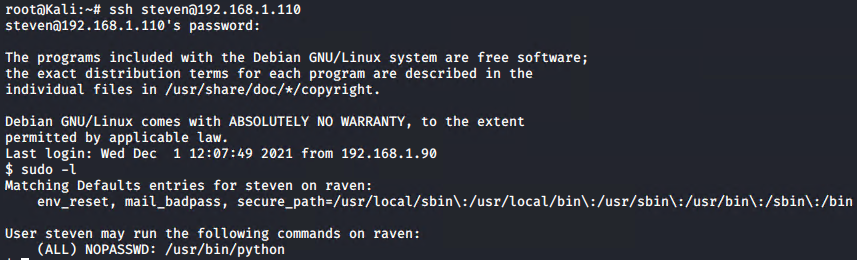 root@Kali:~# ssh steven@192.168.1.110
steven@192.168.1.110's password:
The programs included with the Debian GNU/Linux system are free software;
the exact distribution terms for each program are described in the
individual files in /usr/share/doc/*/copyright.
Debian GNU/Linux comes with ABSOLUTELY NO WARRANTY, to the extent
permitted by applicable law.
Last login: Wed Dec  1 12:07:49 2021 from 192.168.1.90
$ sudo -l
Matching Defaults entries for steven on raven:
    env_reset, mail_badpass, secure_path=/usr/local/sbin\:/usr/local/bin\:/usr/sbin\:/usr/bin\:/sbin\:/bin
User steven may run the following commands on raven:
    (ALL) NOPASSWD: /usr/bin/python